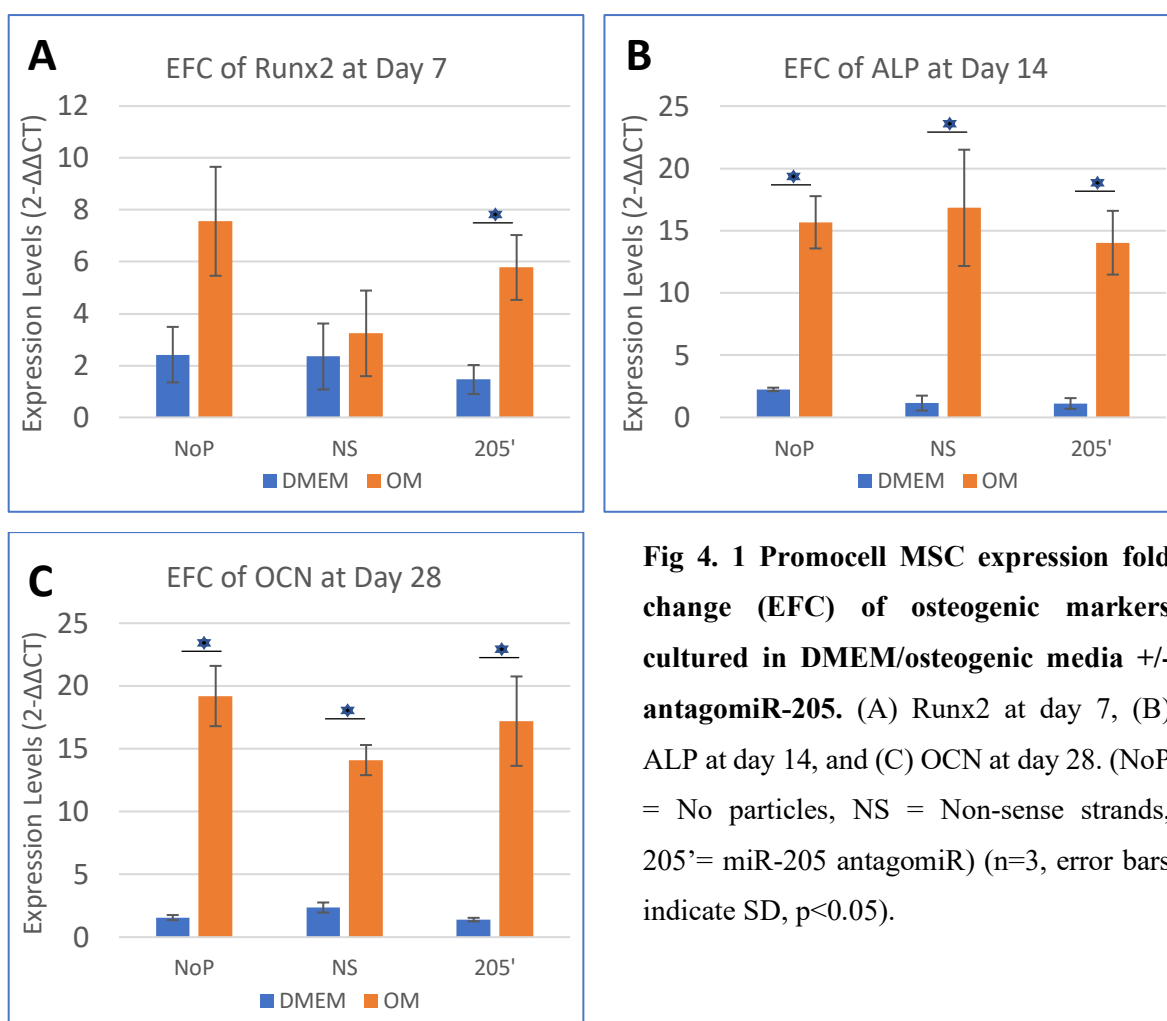 A
EFC of Runx2 at Day 7
Expression Levels (2-ΔΔCT)
12
10
8
6
4
2
0
NoP NS 205'
DMEM OM
B
EFC of ALP at Day 14
Expression Levels (2-ΔΔCT)
25
20
15
10
5
0
NoP NS 205'
DMEM OM
C
EFC of OCN at Day 28
Expression Levels (2-ΔΔCT)
25
20
15
10
5
0
NoP NS 205'
DMEM OM
Fig 4. 1 Promocell MSC expression fold
change (EFC) of osteogenic markers
cultured in DMEM/osteogenic media +/-
antagomiR-205. (A) Runx2 at day 7, (B)
ALP at day 14, and (C) OCN at day 28. (NoP
= No particles, NS = Non-sense strands,
205’= miR-205 antagomiR) (n=3, error bars
indicate SD, p<0.05).